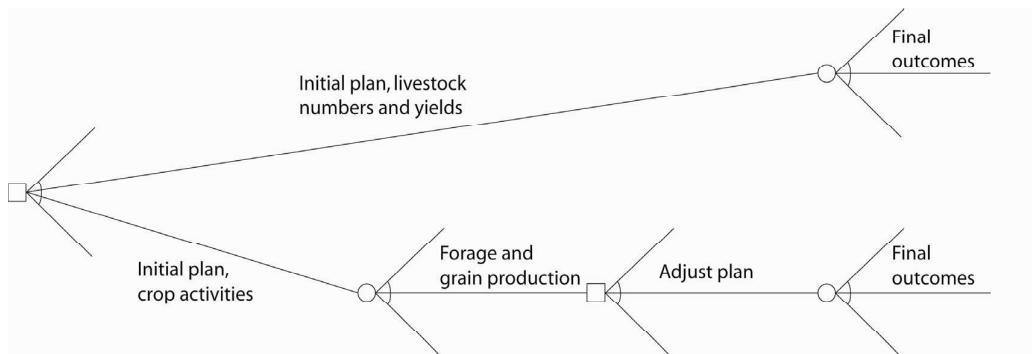 Final
outcomes
Initial plan, livestock
numbers and yields
Initial plan,
crop activities
Forage and
grain production
Adjust plan
Final
outcomes